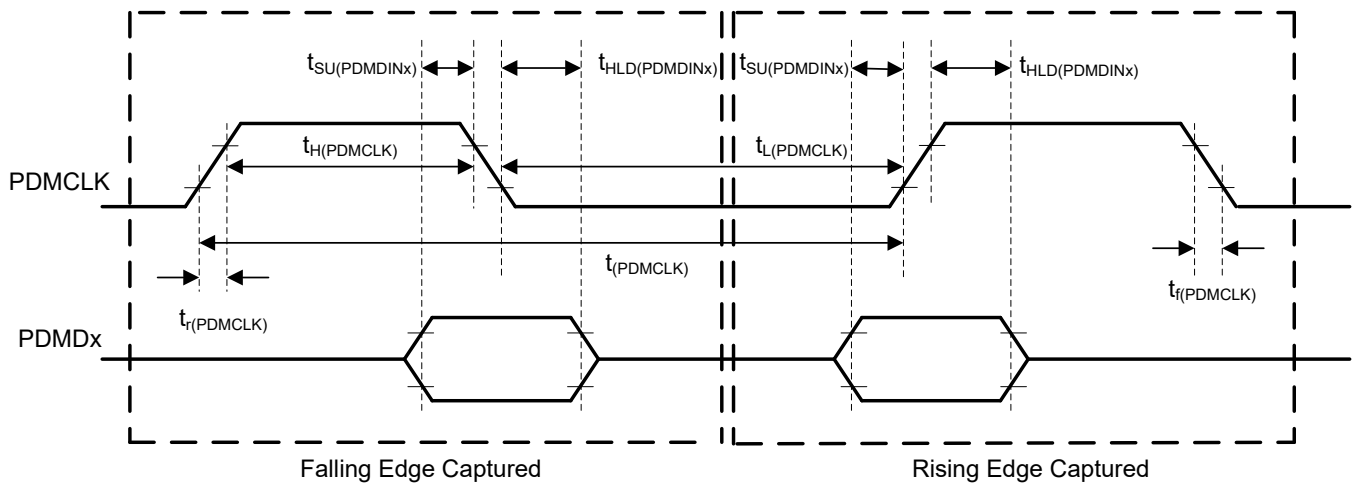 tSU(PDMDINx)
tHLD(PDMDINx)
tSU(PDMDINx)
tHLD(PDMDINx)
tH(PDMCLK)
tL(PDMCLK)
PDMCLK
t(PDMCLK)
tr(PDMCLK)
tf(PDMCLK)
PDMDx
Falling Edge Captured
Rising Edge Captured